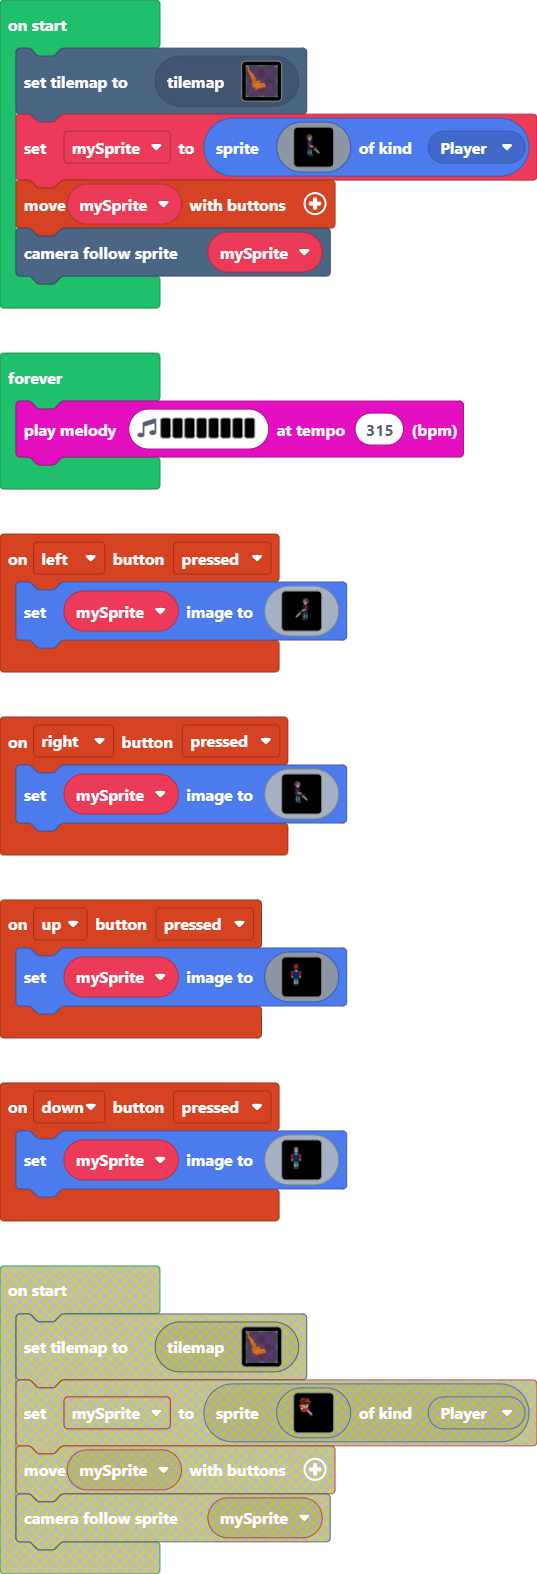 on start
set tilemap to tilemap
set mySprite to sprite of kind Player
move mySprite with buttons
camera follow sprite mySprite
forever
play melody at tempo 315 (bpm)
on left button pressed
set mySprite image to
on right button pressed
set mySprite image to
on up button pressed
set mySprite image to
on down button pressed
set mySprite image to
on start
set tilemap to tilemap
set mySprite to sprite of kind Player
move mySprite with buttons
camera follow sprite mySprite